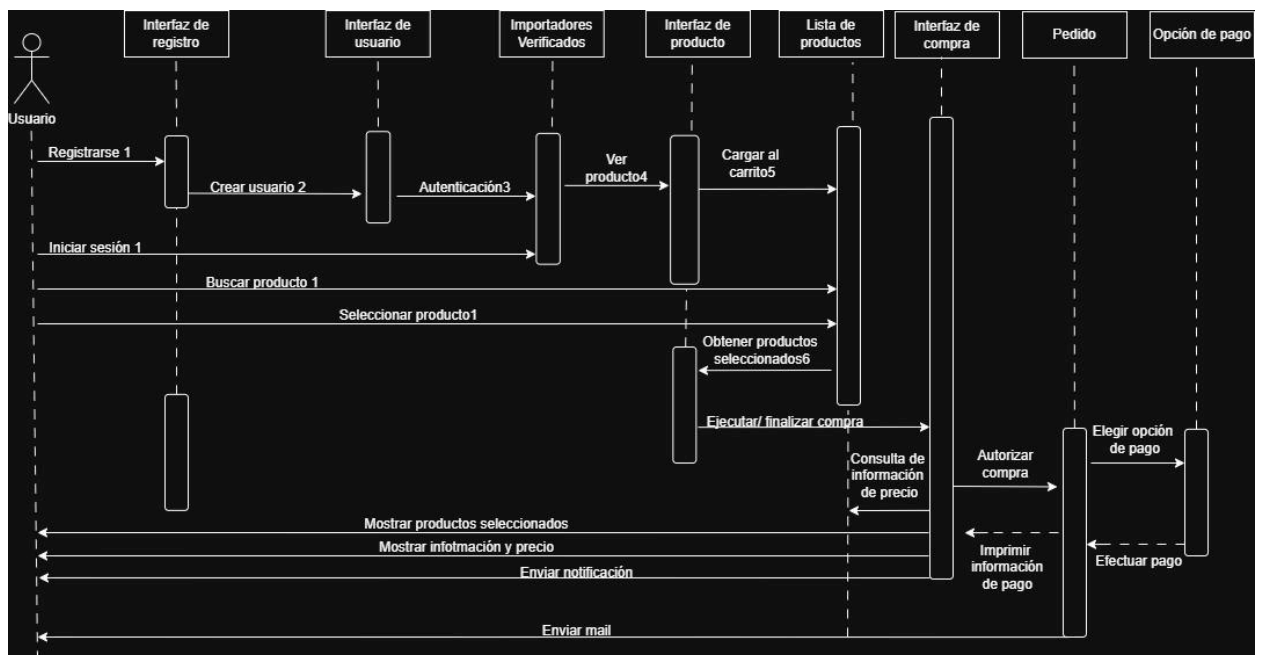 Interfaz de
registro
Interfaz de
usuario
Importadores
Verificados
Interfaz de
producto
Lista de
productos
Interfaz de
compra
Pedido
Opción de pago
Usuario
Registrarse 1
Crear usuario 2
Autenticación3
Ver
producto4
Cargar al
carrito5
Iniciar sesión 1
Buscar producto 1
Seleccionar producto1
Obtener productos
seleccionados6
Ejecutar/ finalizar compra
Elegir opción
de pago
Autorizar
compra
Consulta de
información
de precio
Mostrar productos seleccionados
Mostrar infotmación y precio
Enviar notificación
Imprimir
información
de pago
Efectuar pago
Enviar mail